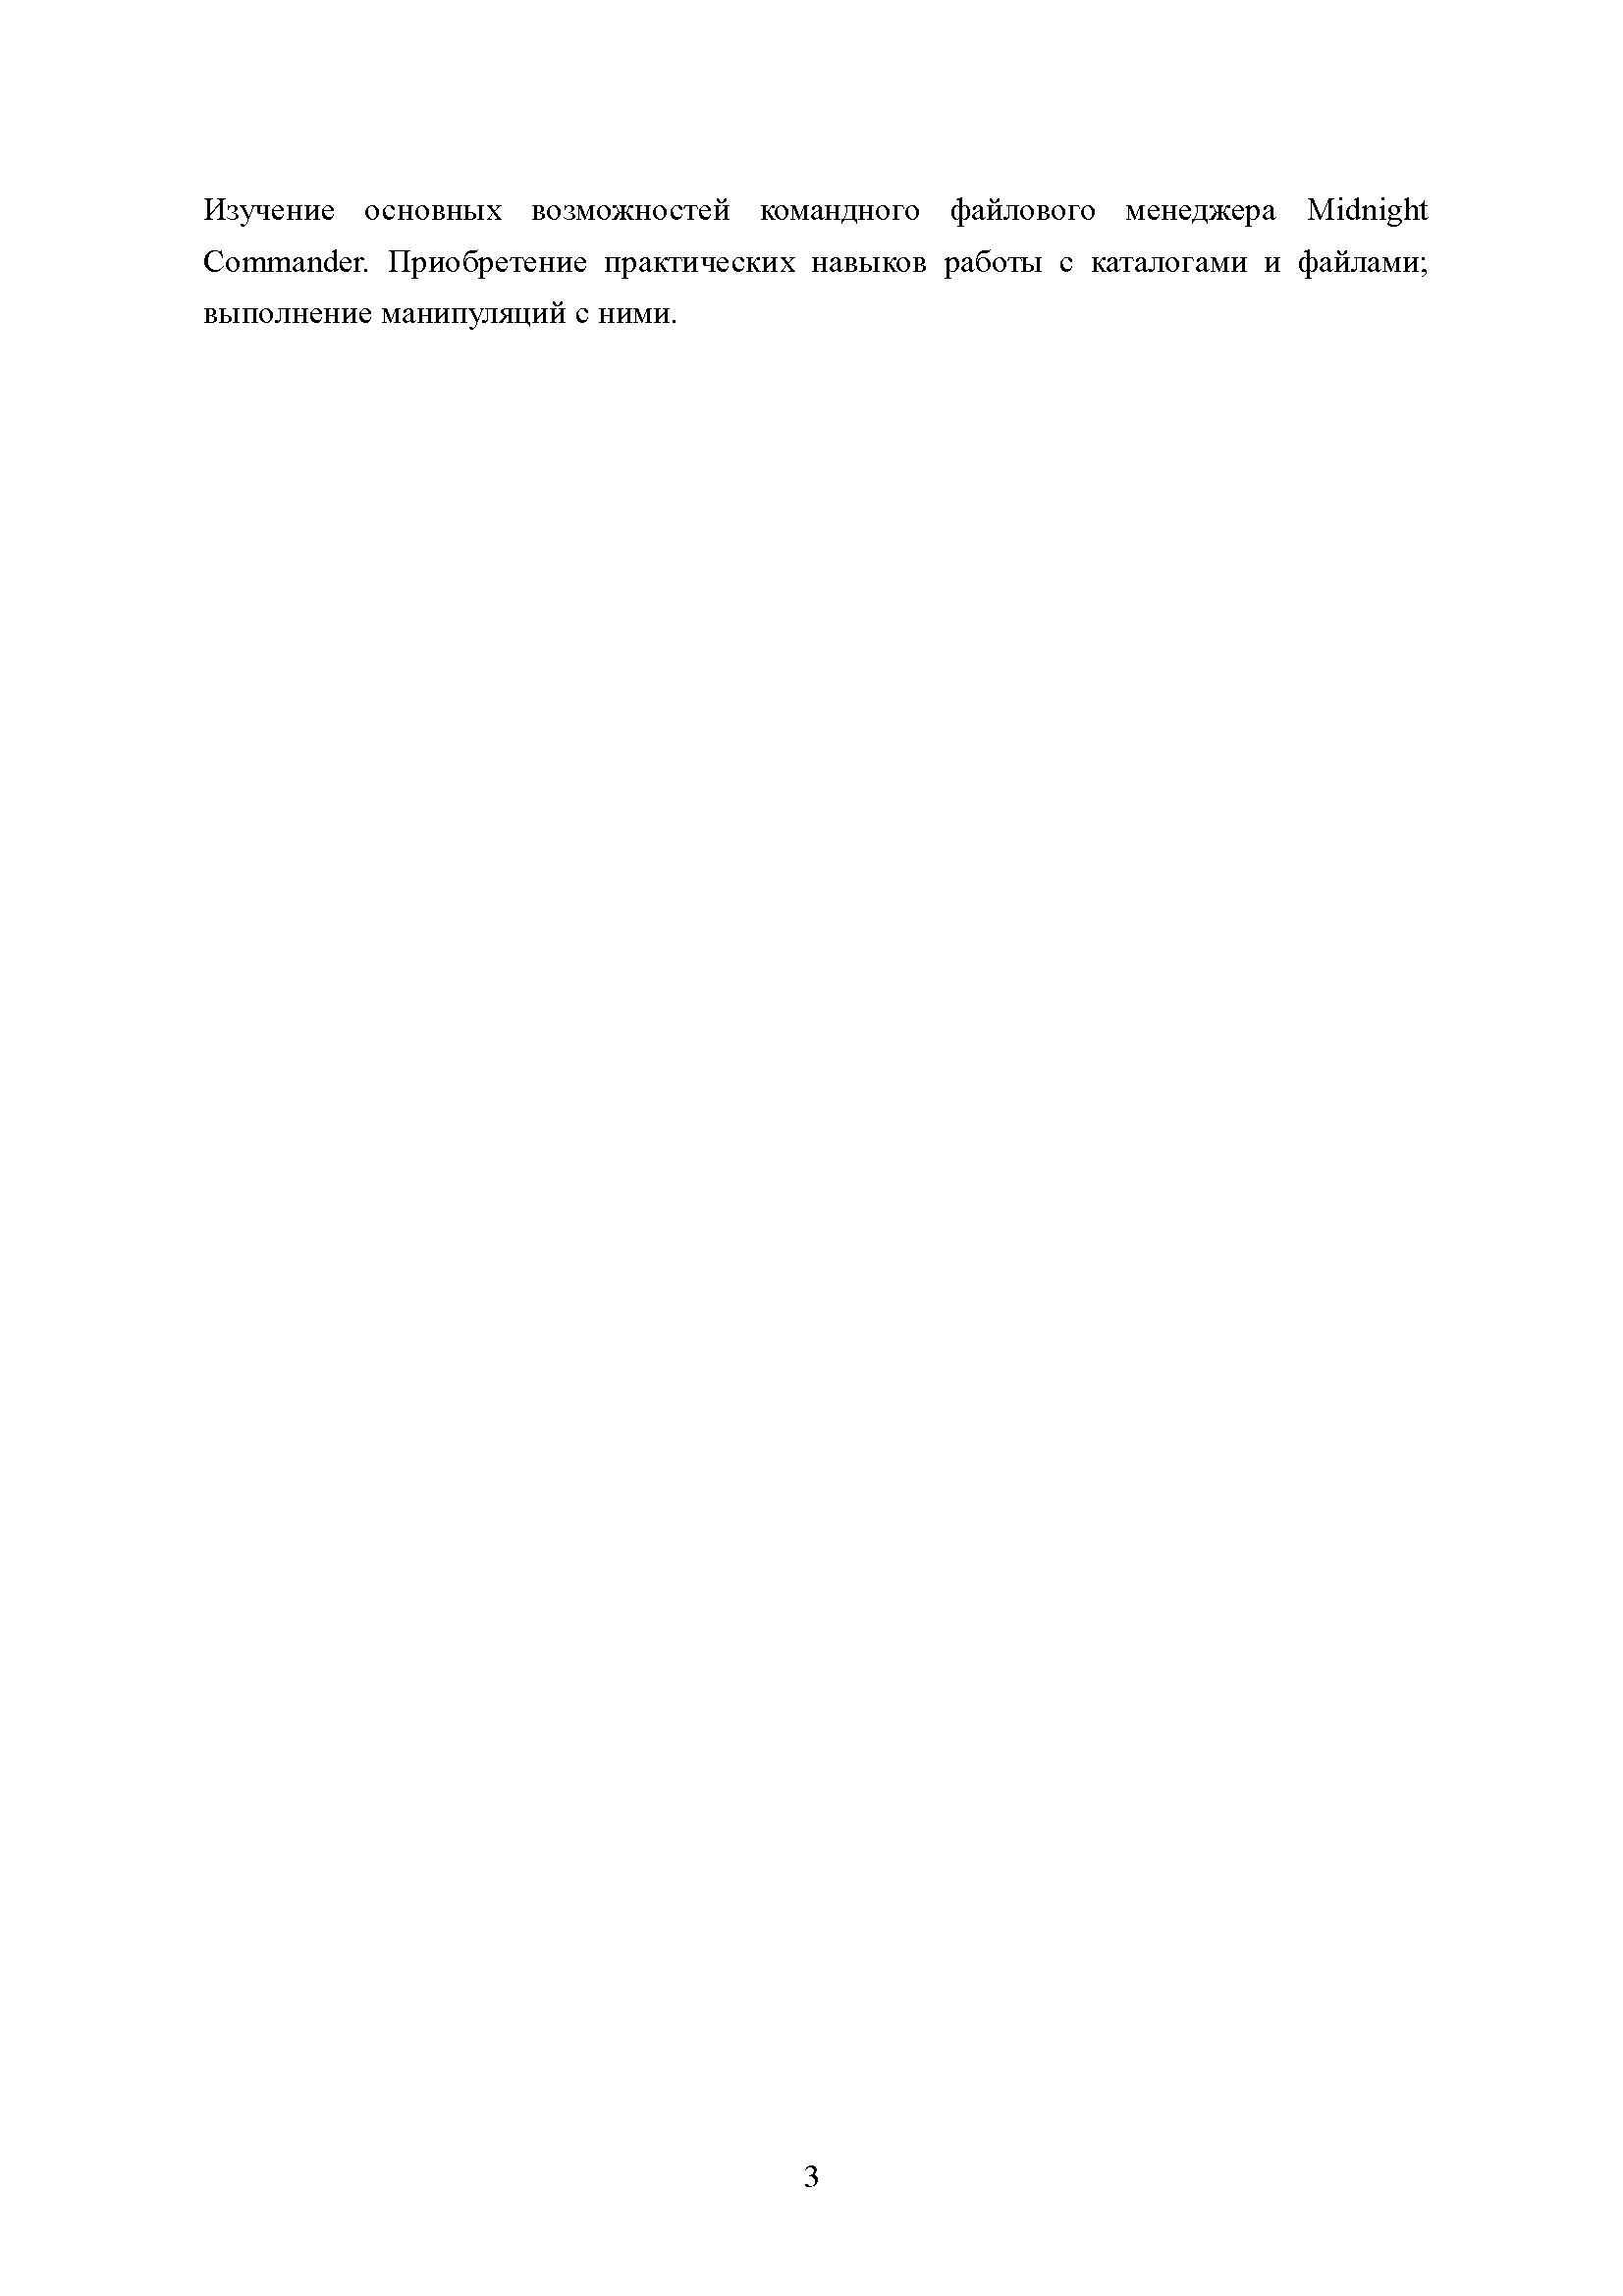 Изучение основных возможностей командного файлового менеджера Midnight
Commander. Приобретение практических навыков работы с каталогами и файлами;
выполнение манипуляций с ними.
3